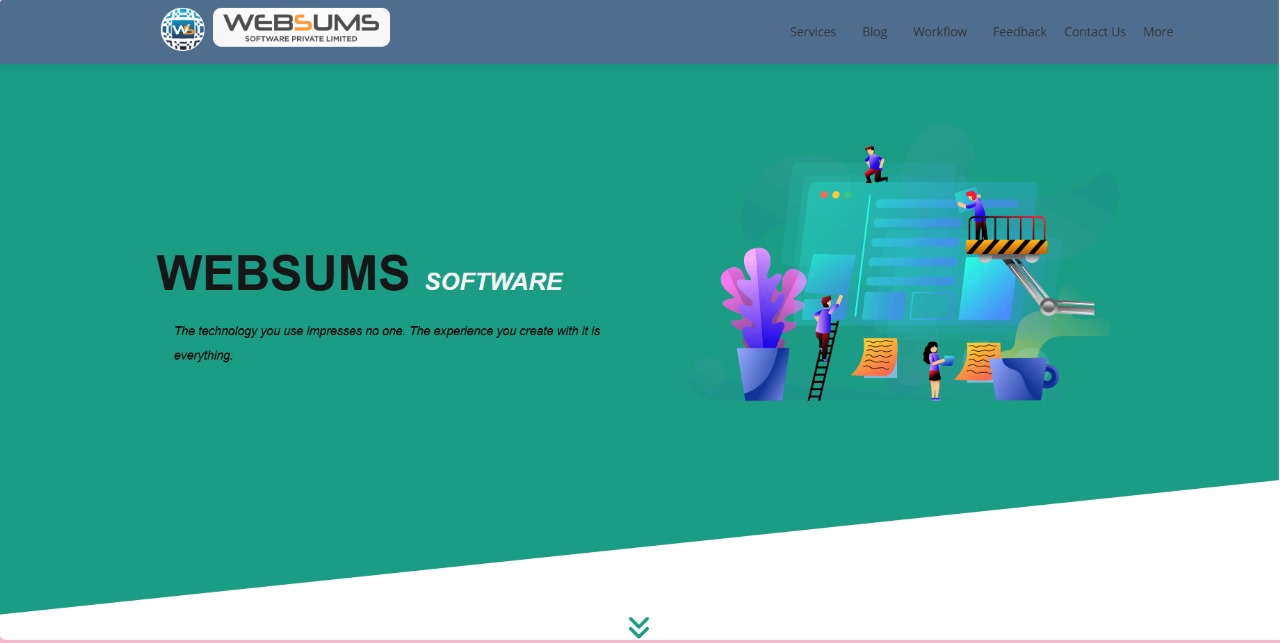 WS
WEBSUMS
SOFTWARE PRIVATE LIMITED
Services Blog Workflow Feedback Contact Us More
WEBSUMS SOFTWARE
The technology you use impresses no one. The experience you create with it is
everything.